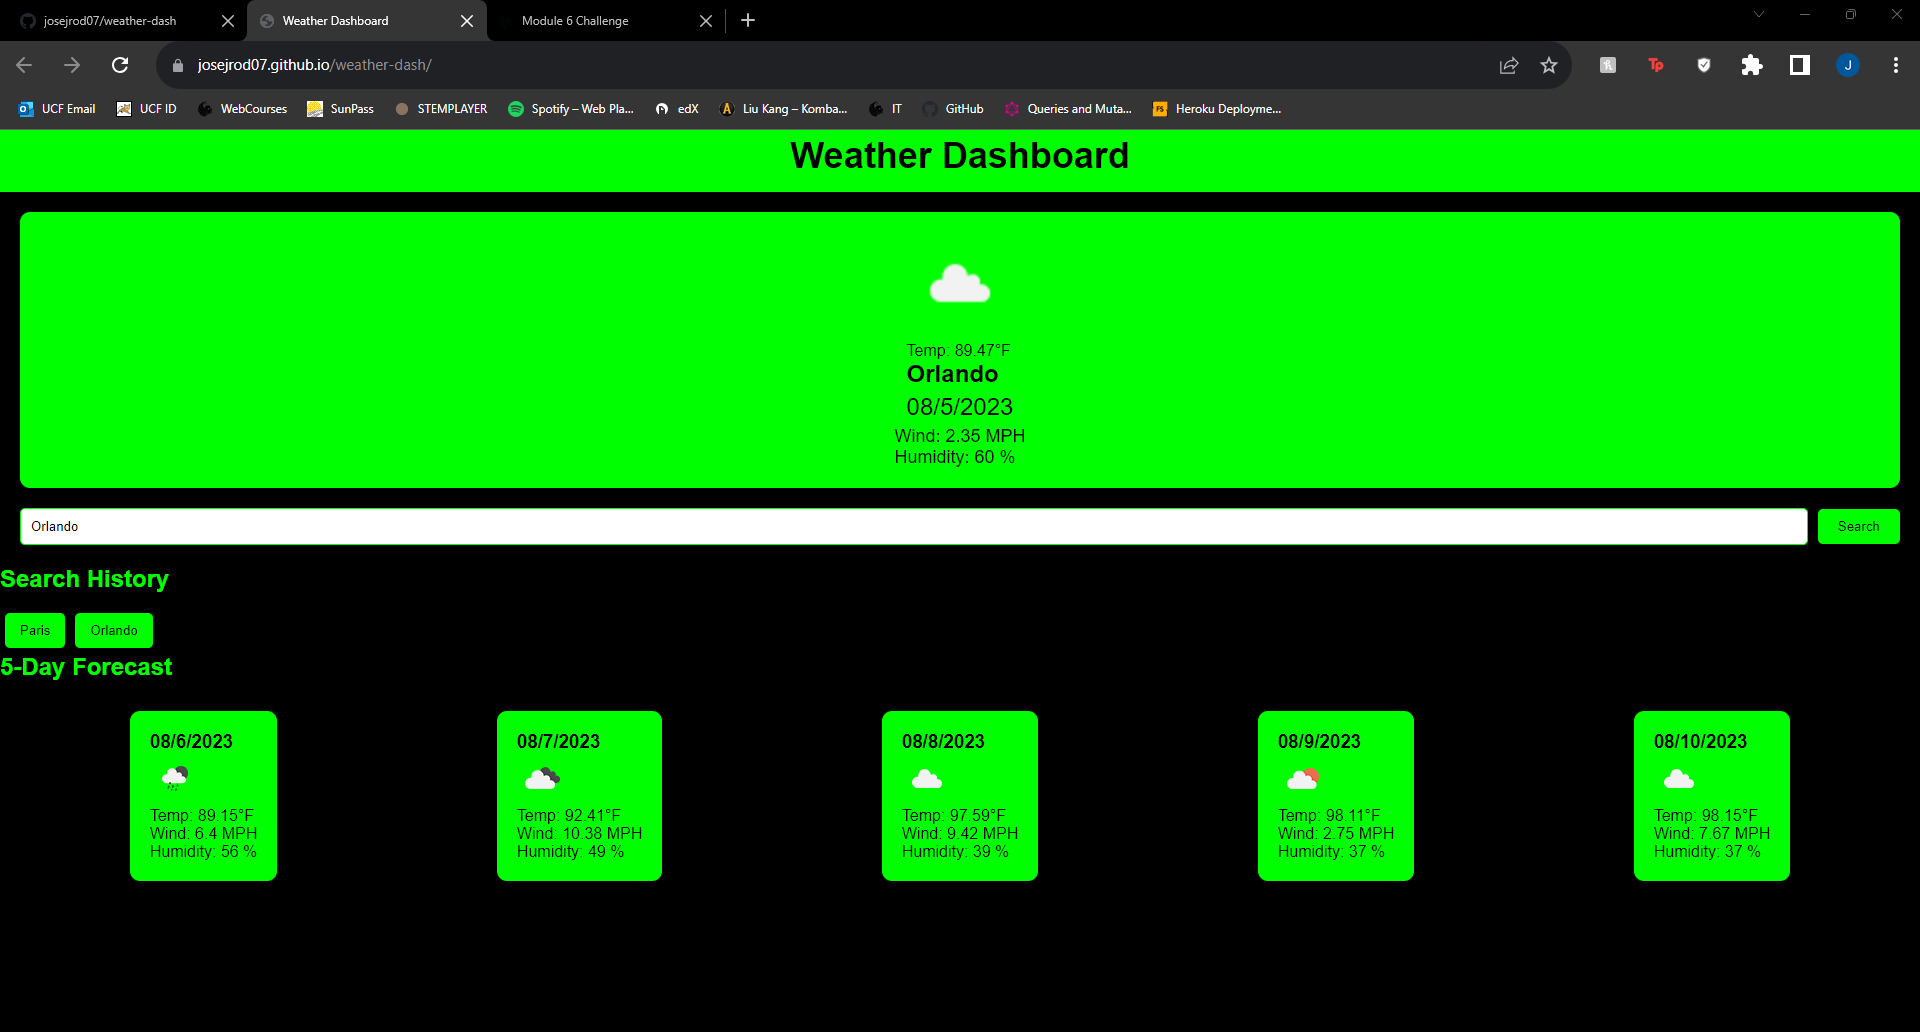 josejrod07/weather-dash
Weather Dashboard
Module 6 Challenge
josejrod07.github.io/weather-dash/
Tp
J
UCF Email
UCF ID
WebCourses
SunPass
STEMPLAYER
Spotify – Web Pla...
edX
Liu Kang – Komba...
IT
GitHub
Queries and Muta...
FS
Heroku Deployme...
Weather Dashboard
Temp: 89.47°F
Orlando
08/5/2023
Wind: 2.35 MPH
Humidity: 60 %
Orlando
Search
Search History
Paris
Orlando
5-Day Forecast
08/6/2023
Temp: 89.15°F
Wind: 6.4 MPH
Humidity: 56 %
08/7/2023
Temp: 92.41°F
Wind: 10.38 MPH
Humidity: 49 %
08/8/2023
Temp: 97.59°F
Wind: 9.42 MPH
Humidity: 39 %
08/9/2023
Temp: 98.11°F
Wind: 2.75 MPH
Humidity: 37 %
08/10/2023
Temp: 98.15°F
Wind: 7.67 MPH
Humidity: 37 %